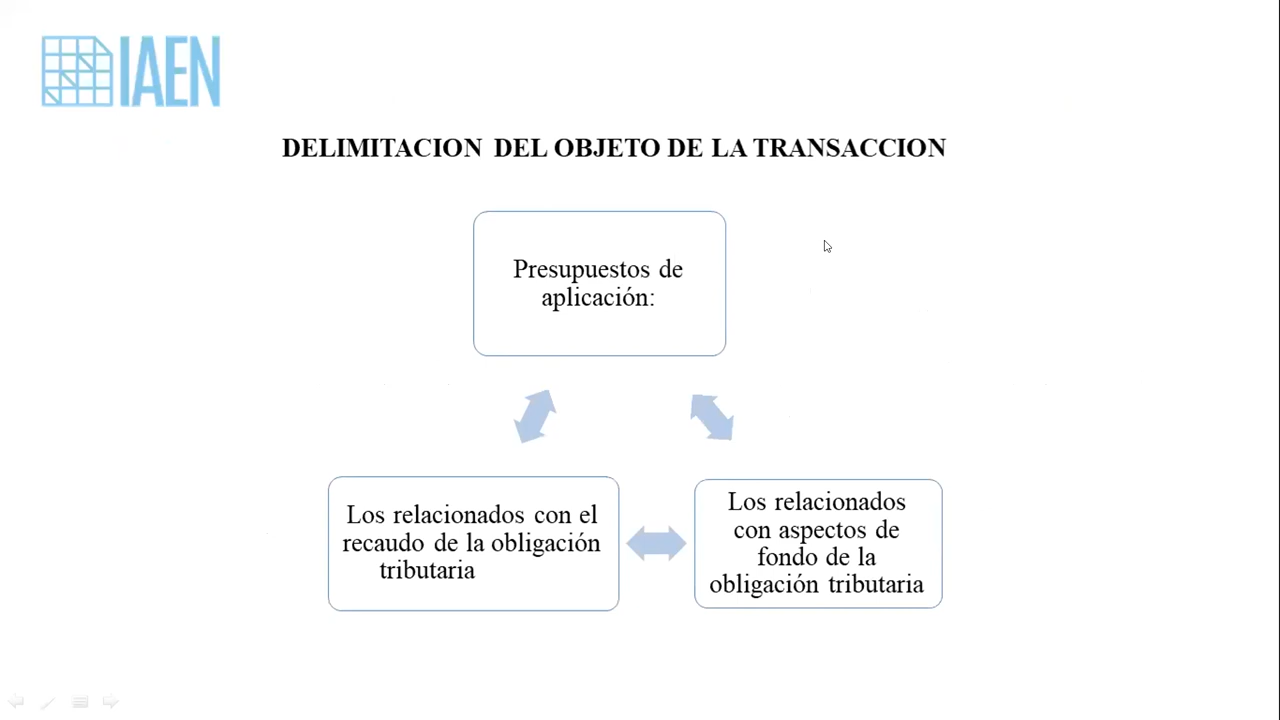 IAEN
DELIMITACION DEL OBJETO DE LA TRANSACCION
Presupuestos de
aplicación:
Los relacionados con el
recaudo de la obligación
tributaria
Los relacionados
con aspectos de
fondo de la
obligación tributaria